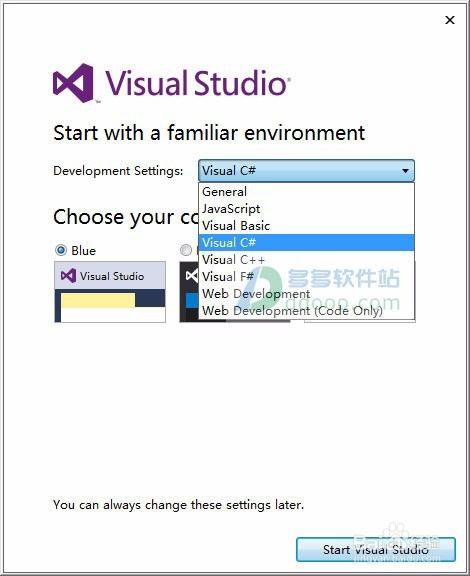 Visual Studio
Start with a familiar environment
Development Settings: Visual C#
General
JavaScript
Visual Basic
Visual C#
Visual C++
Visual F#
Web Development
Web Development (Code Only)
Choose your co
Blue
Visual Studio
多多软件站
ddooo.com
You can always change these settings later.
Start Visual Studio